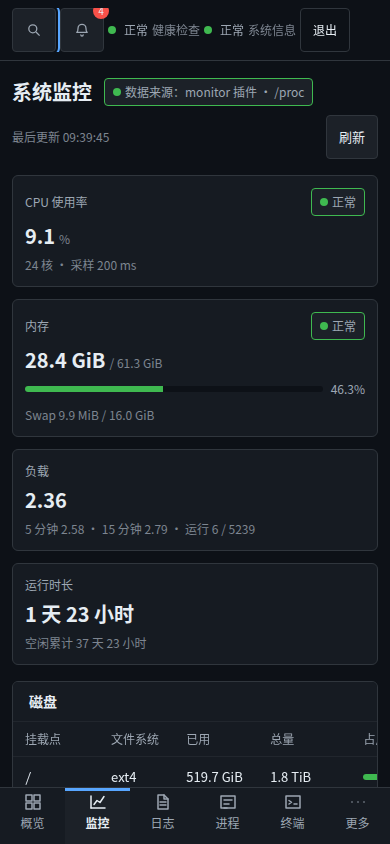 4
正常 健康检查 正常 系统信息 退出
系统监控 数据来源：monitor 插件 · /proc
最后更新 09:39:45 刷新
CPU 使用率 正常
9.1 %
24 核 · 采样 200 ms
内存 正常
28.4 GiB / 61.3 GiB
46.3%
Swap 9.9 MiB / 16.0 GiB
负载
2.36
5 分钟 2.58 · 15 分钟 2.79 · 运行 6 / 5239
运行时长
1 天 23 小时
空闲累计 37 天 23 小时
磁盘
挂载点 文件系统 已用 总量
/ ext4 519.7 GiB 1.8 TiB
概览 监控 日志 进程 终端 更多